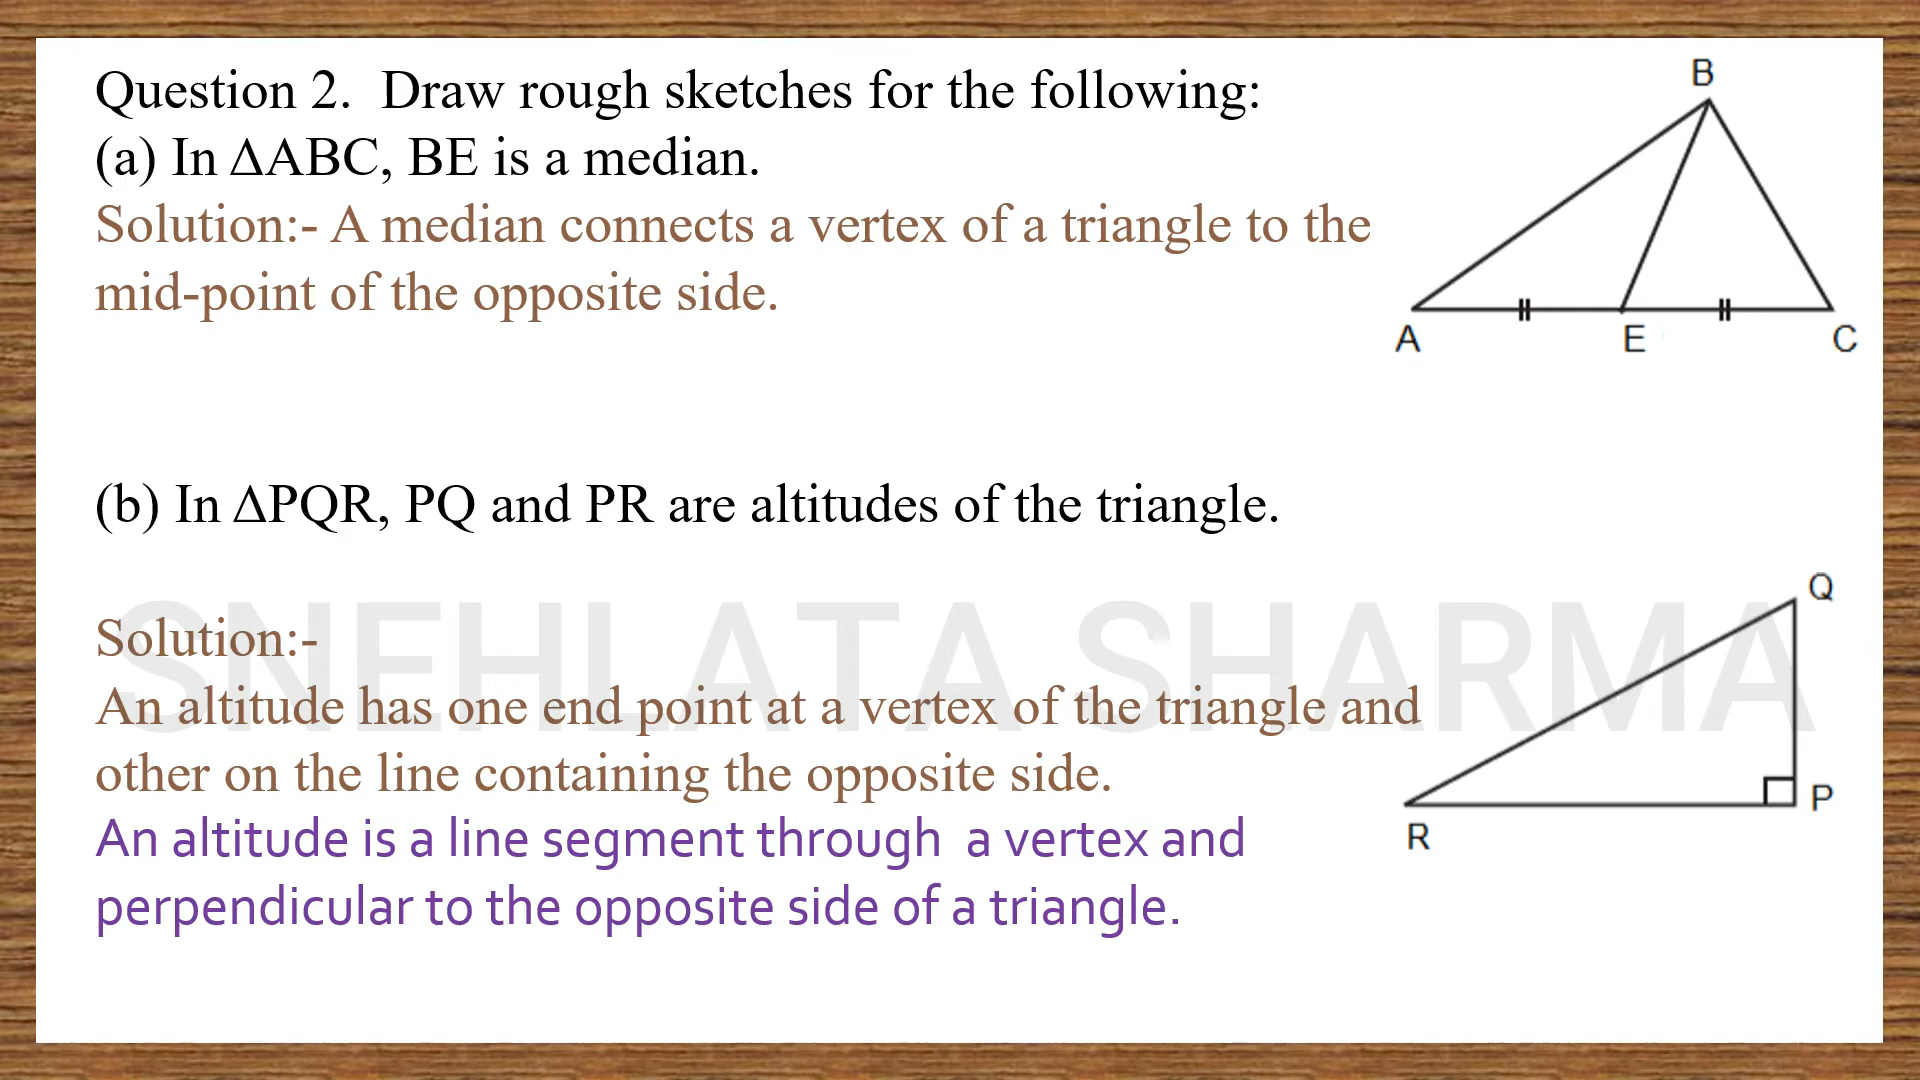 Question 2.  Draw rough sketches for the following:
(a) In ΔABC, BE is a median.
Solution:- A median connects a vertex of a triangle to the
mid-point of the opposite side.
B
A
E
C
(b) In ΔPQR, PQ and PR are altitudes of the triangle.
SNEHLATA SHARMA
Solution:-
An altitude has one end point at a vertex of the triangle and
other on the line containing the opposite side.
An altitude is a line segment through  a vertex and
perpendicular to the opposite side of a triangle.
Q
P
R